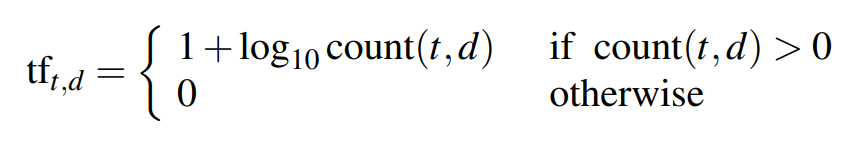 tf_{t,d} = { 1 + log_{10} count(t,d) if count(t,d) > 0
0 otherwise